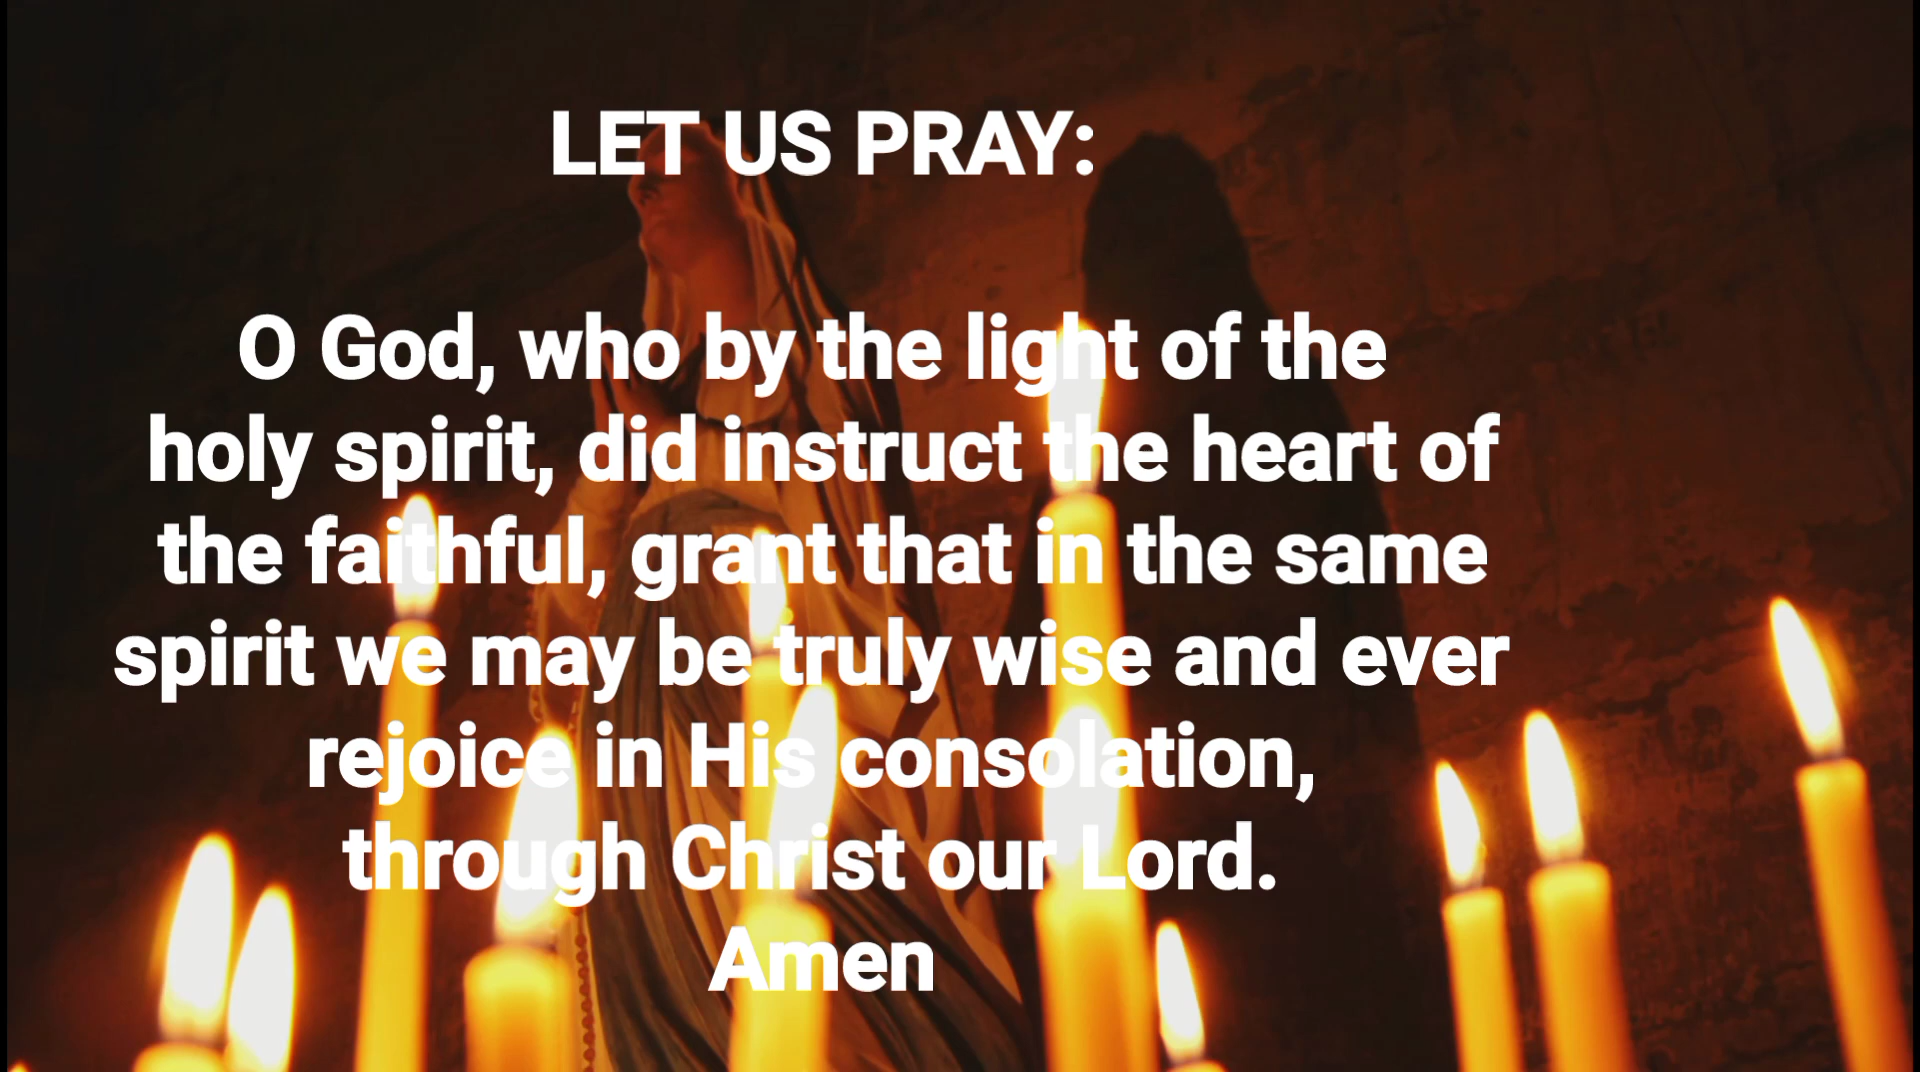 LET US PRAY:
O God, who by the light of the
holy spirit, did instruct the heart of
the faithful, grant that in the same
spirit we may be truly wise and ever
rejoice in His consolation,
through Christ our Lord.
Amen